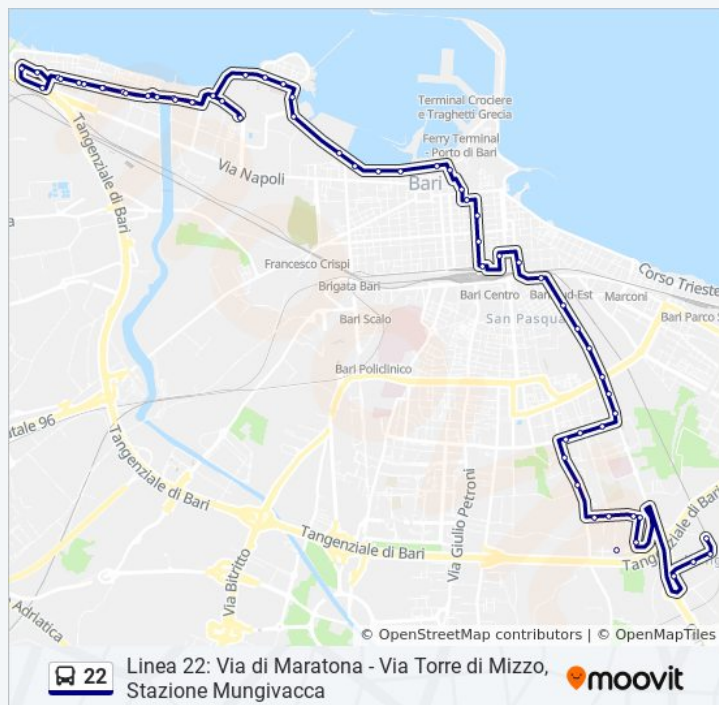 Terminal Crociere
e Traghetti Grecia
Ferry Terminal
- Porto di Bari
Tangenziale di Bari
Via Napoli
Bari
Francesco Crispi
Brigata Bari
Corso Trieste
Bari Centro
Marconi
Bari Scalo
San Pasqua
Bari Parco S
Bari Policlinico
tale 96
Tangenziale di Bari
Via Giulio Petroni
Tangenziale di Bari
Tangenziale di Bari
Via Bitritto
e Adriatica
© OpenStreetMap contributors | © OpenMapTiles
22
Linea 22: Via di Maratona - Via Torre di Mizzo,
Stazione Mungivacca
moovit